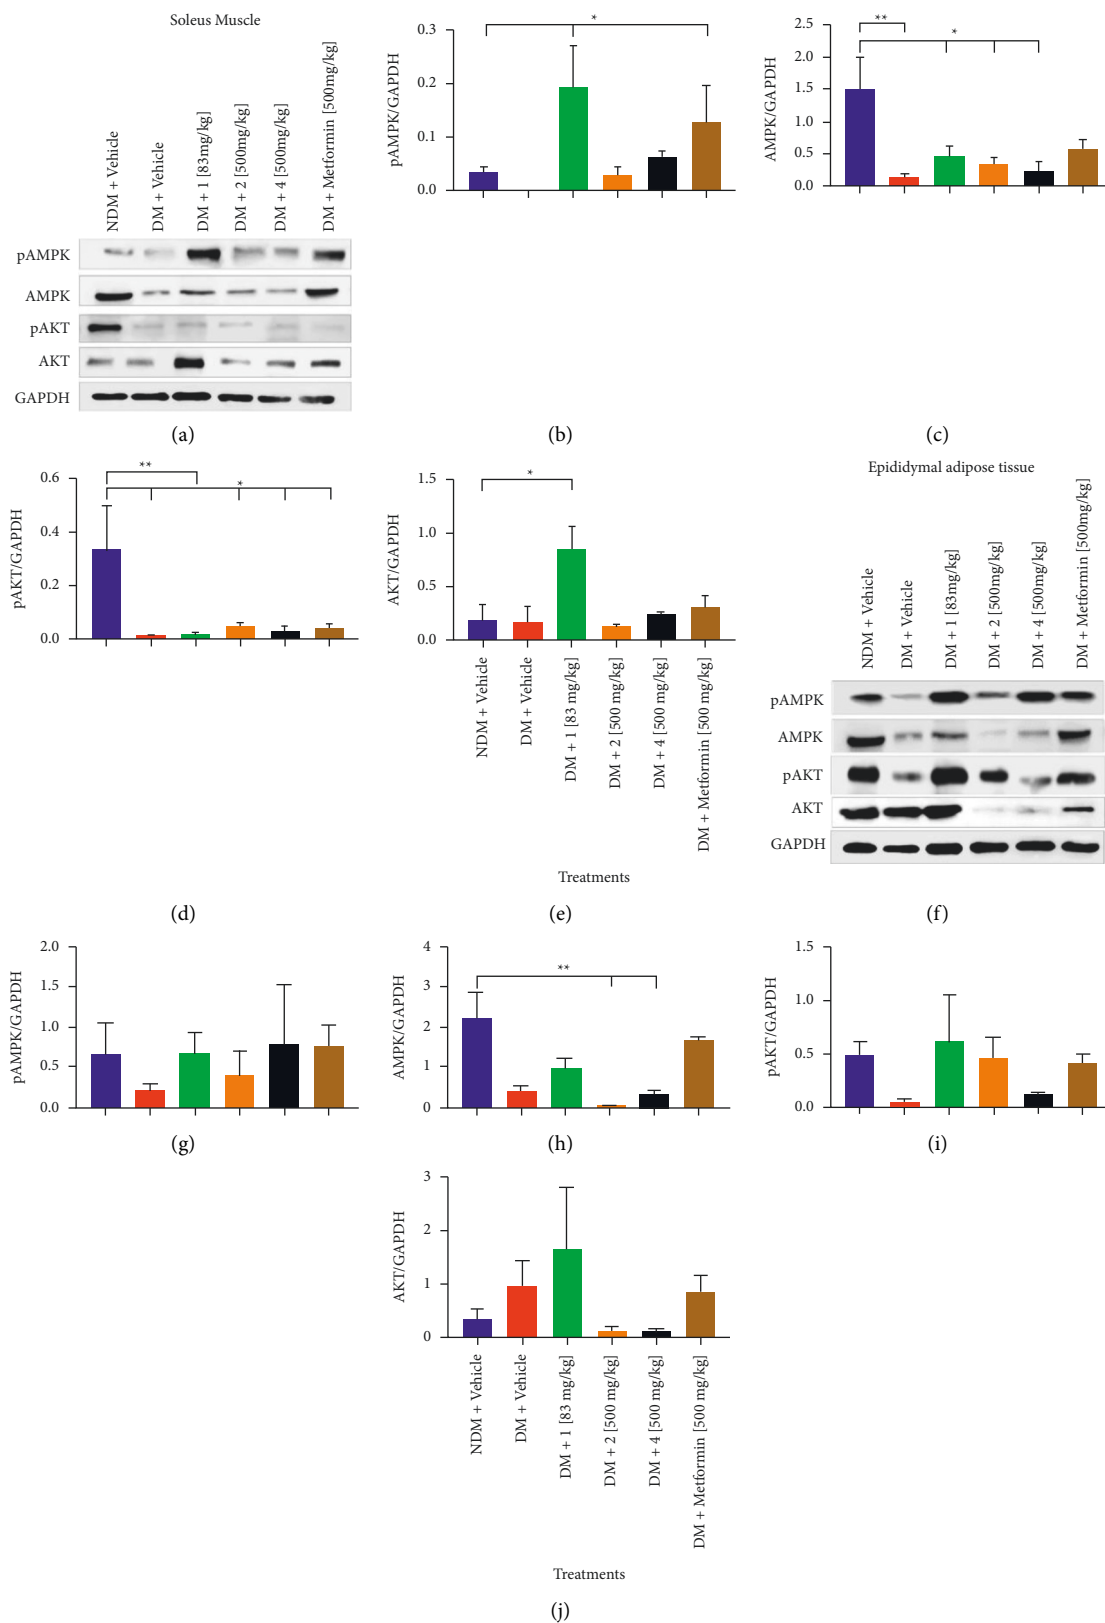 Soleus Muscle
NDM + Vehicle
DM + Vehicle
DM + 1 [83mg/kg]
DM + 2 [500mg/kg]
DM + 4 [500mg/kg]
DM + Metformin [500mg/kg]
pAMPK
AMPK
pAKT
AKT
GAPDH
(a)
pAMPK/GAPDH
0.3
0.2
0.1
0.0
*
(b)
AMPK/GAPDH
2.5
2.0
1.5
1.0
0.5
0.0
**
*
(c)
pAKT/GAPDH
0.6
0.4
0.2
0.0
**
*
(d)
AKT/GAPDH
1.5
1.0
0.5
0.0
*
NDM + Vehicle
DM + Vehicle
DM + 1 [83 mg/kg]
DM + 2 [500 mg/kg]
DM + 4 [500 mg/kg]
DM + Metformin [500 mg/kg]
Treatments
(e)
Epididymal adipose tissue
NDM + Vehicle
DM + Vehicle
DM + 1 [83mg/kg]
DM + 2 [500mg/kg]
DM + 4 [500mg/kg]
DM + Metformin [500mg/kg]
pAMPK
AMPK
pAKT
AKT
GAPDH
(f)
pAMPK/GAPDH
2.0
1.5
1.0
0.5
0.0
(g)
AMPK/GAPDH
4
3
2
1
0
**
(h)
pAKT/GAPDH
1.5
1.0
0.5
0.0
(i)
AKT/GAPDH
3
2
1
0
NDM + Vehicle
DM + Vehicle
DM + 1 [83 mg/kg]
DM + 2 [500 mg/kg]
DM + 4 [500 mg/kg]
DM + Metformin [500 mg/kg]
Treatments
(j)